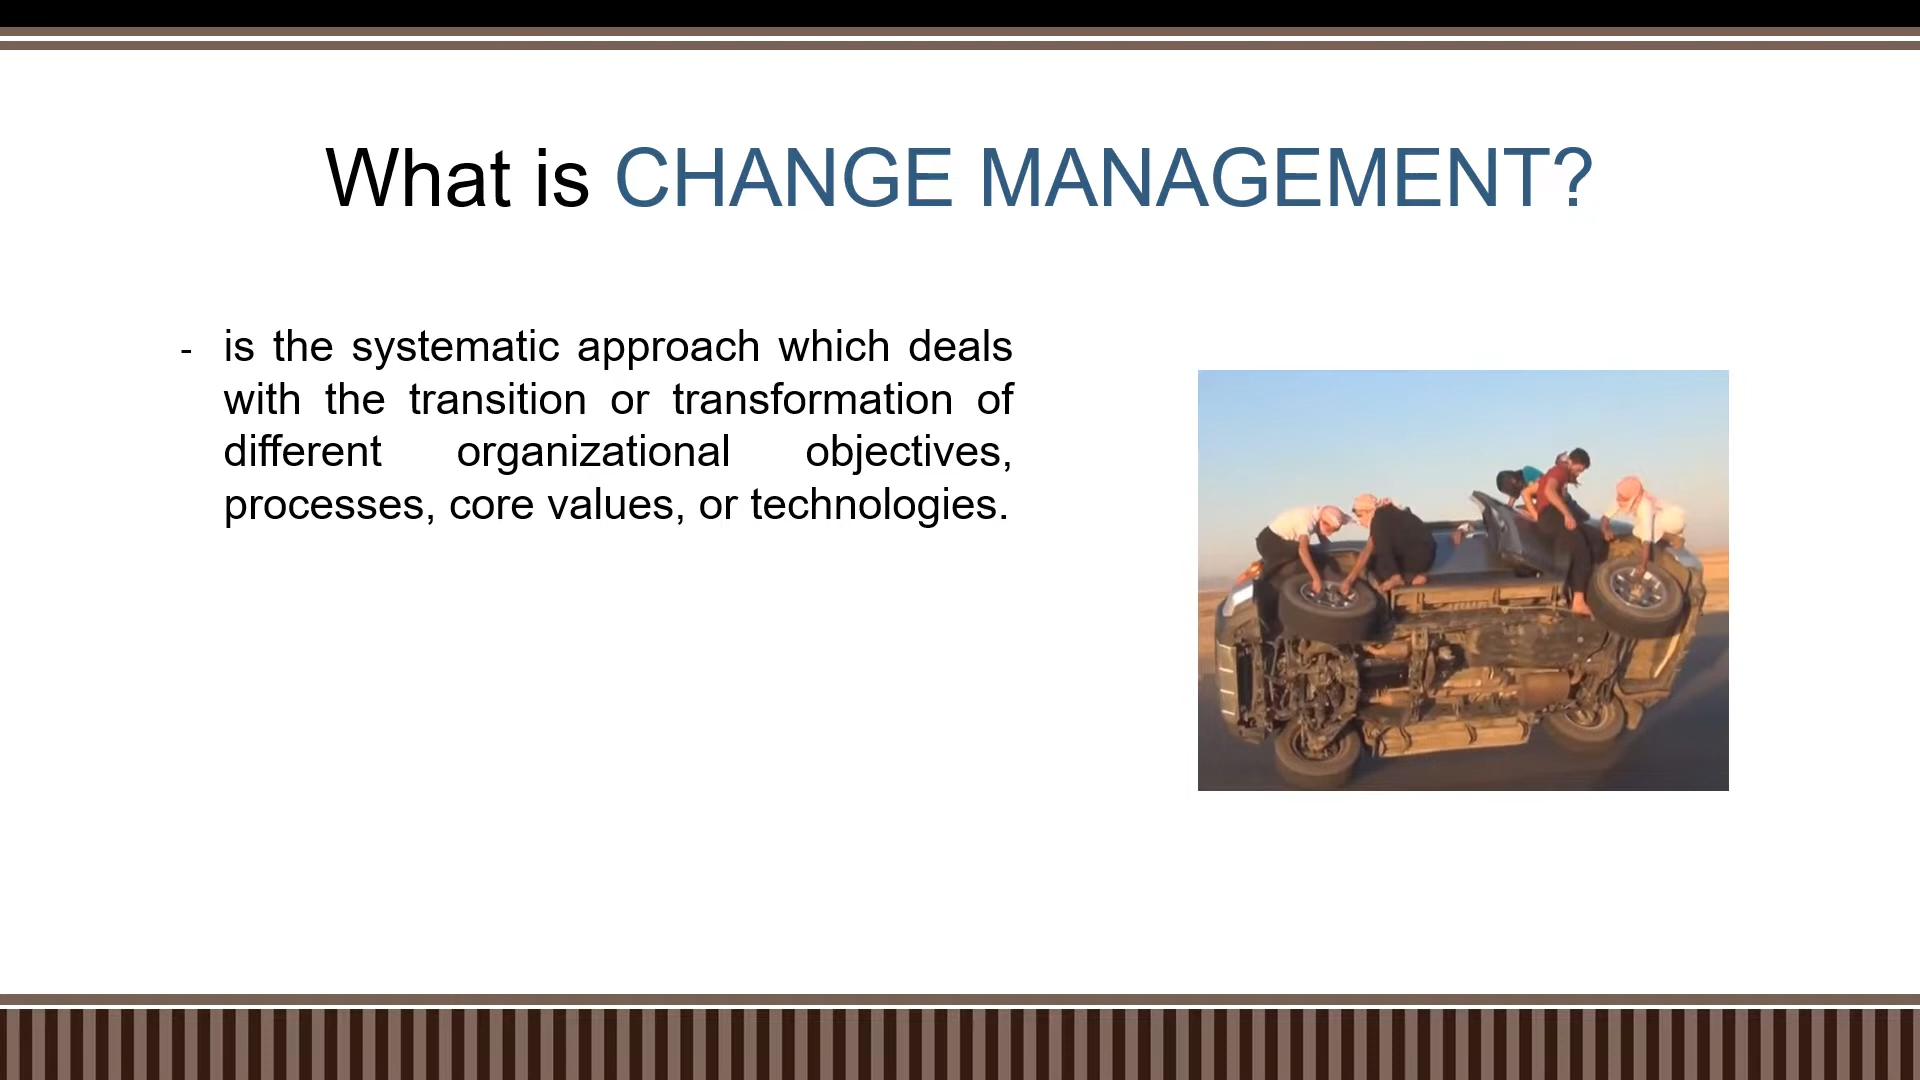 What is CHANGE MANAGEMENT?
- is the systematic approach which deals
with the transition or transformation of
different organizational objectives,
processes, core values, or technologies.